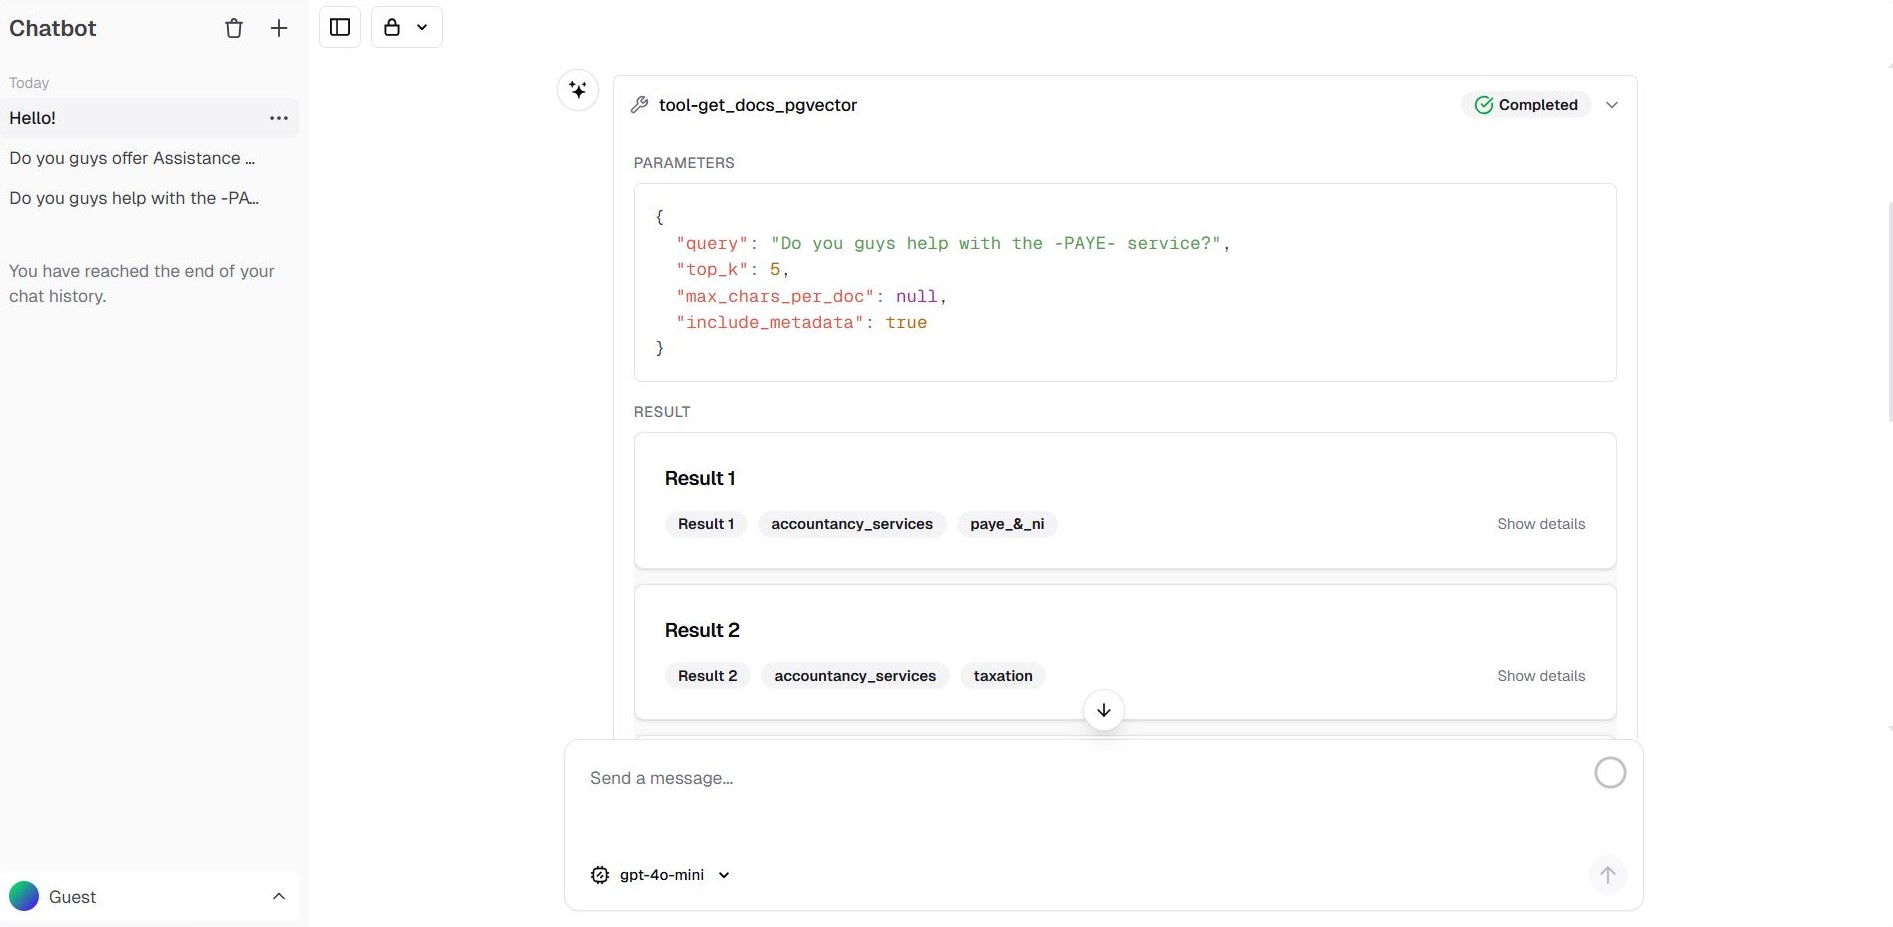 Chatbot
Today
Hello!
Do you guys offer Assistance ...
Do you guys help with the -PA...
You have reached the end of your
chat history.
Guest
tool-get_docs_pgvector
Completed
PARAMETERS
{
"query": "Do you guys help with the -PAYE- service?",
"top_k": 5,
"max_chars_per_doc": null,
"include_metadata": true
}
RESULT
Result 1
Result 1 accountancy_services paye_&_ni Show details
Result 2
Result 2 accountancy_services taxation Show details
Send a message...
gpt-4o-mini